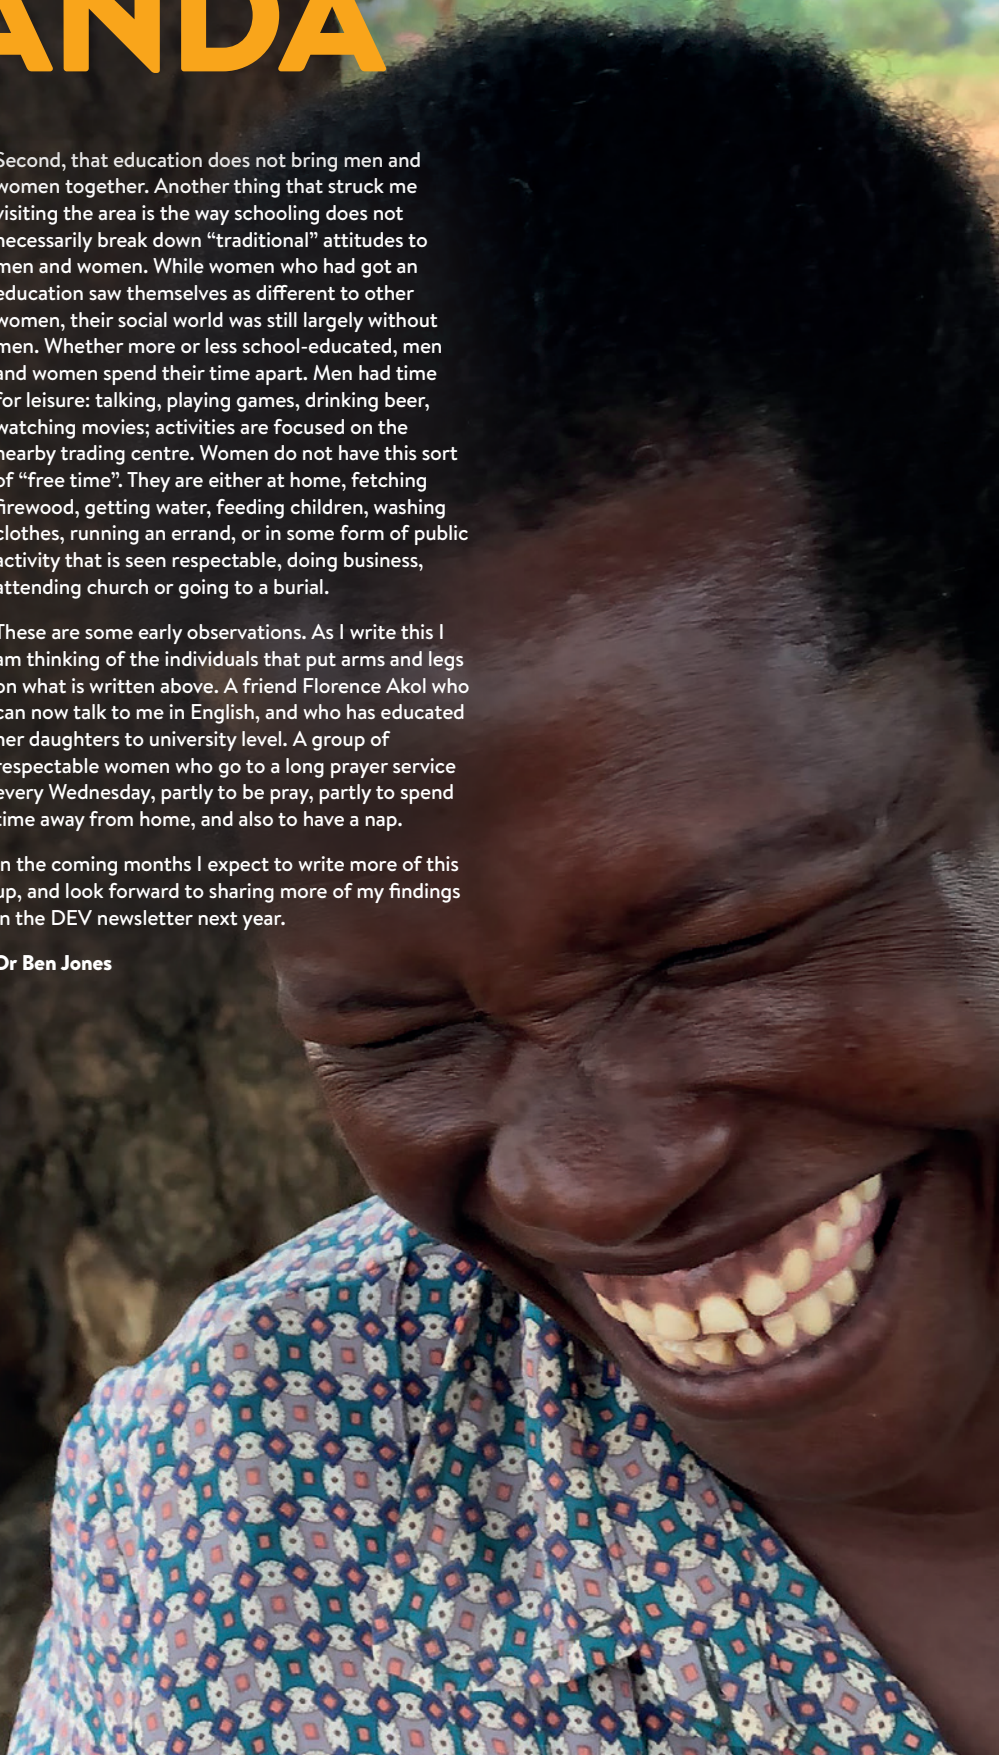 ANDA
Second, that education does not bring men and
women together. Another thing that struck me
visiting the area is the way schooling does not
necessarily break down “traditional” attitudes to
men and women. While women who had got an
education saw themselves as different to other
women, their social world was still largely without
men. Whether more or less school-educated, men
and women spend their time apart. Men had time
for leisure: talking, playing games, drinking beer,
watching movies; activities are focused on the
nearby trading centre. Women do not have this sort
of “free time”. They are either at home, fetching
firewood, getting water, feeding children, washing
clothes, running an errand, or in some form of public
activity that is seen respectable, doing business,
attending church or going to a burial.
These are some early observations. As I write this I
am thinking of the individuals that put arms and legs
on what is written above. A friend Florence Akol who
can now talk to me in English, and who has educated
her daughters to university level. A group of
respectable women who go to a long prayer service
every Wednesday, partly to be pray, partly to spend
time away from home, and also to have a nap.
n the coming months I expect to write more of this
up, and look forward to sharing more of my findings
n the DEV newsletter next year.
Dr Ben Jones